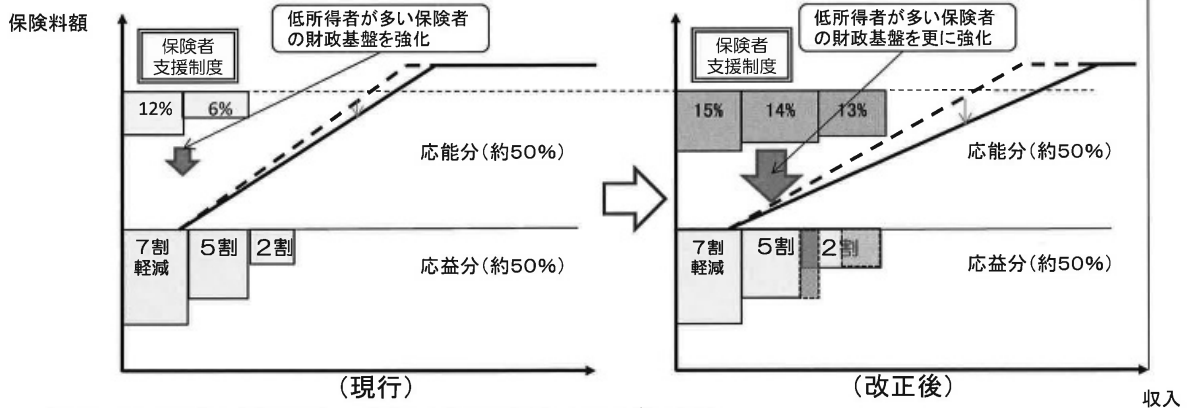 保険料額
保険者
支援制度
低所得者が多い保険者
の財政基盤を強化
12%
6%
応能分(約50%)
7割
軽減
5割
2割
応益分(約50%)
(現行)
保険者
支援制度
低所得者が多い保険者
の財政基盤を更に強化
15%
14%
13%
応能分(約50%)
7割
軽減
5割
2割
応益分(約50%)
(改正後)
収入